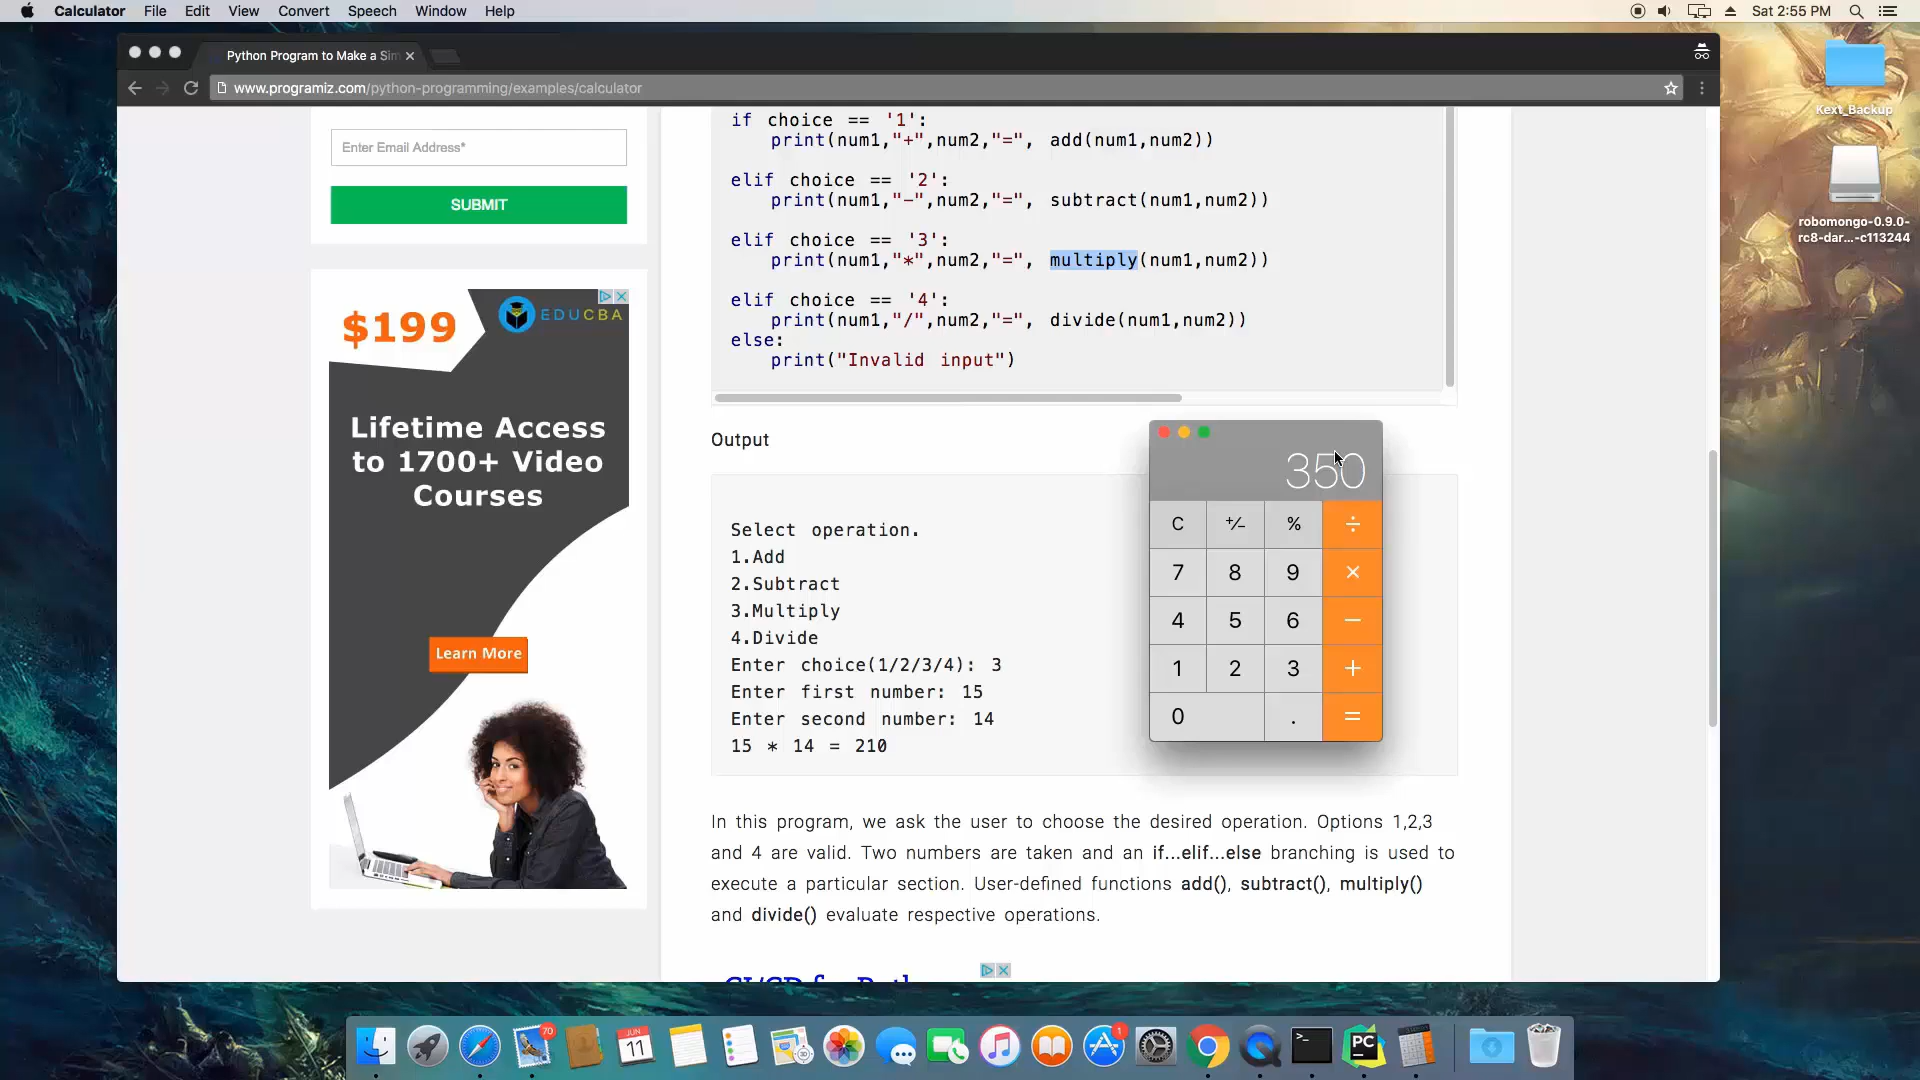 Calculator File Edit View Convert Speech Window Help
Sat 2:55 PM
Python Program to Make a Sim
www.programiz.com/python-programming/examples/calculator
Kext_Backup
robomongo-0.9.0-
rc8-dar...-c113244
Enter Email Address*
SUBMIT
$199
EDUCBA
Lifetime Access
to 1700+ Video
Courses
Learn More
if choice == '1':
print(num1,"+",num2,"=", add(num1,num2))
elif choice == '2':
print(num1,"-",num2,"=", subtract(num1,num2))
elif choice == '3':
print(num1,"*",num2,"=", multiply(num1,num2))
elif choice == '4':
print(num1,"/",num2,"=", divide(num1,num2))
else:
print("Invalid input")
Output
Select operation.
1.Add
2.Subtract
3.Multiply
4.Divide
Enter choice(1/2/3/4): 3
Enter first number: 15
Enter second number: 14
15 * 14 = 210
350
C +/- % ÷
7 8 9 ×
4 5 6 −
1 2 3 +
0 . =
In this program, we ask the user to choose the desired operation. Options 1,2,3
and 4 are valid. Two numbers are taken and an if...elif...else branching is used to
execute a particular section. User-defined functions add(), subtract(), multiply()
and divide() evaluate respective operations.
70
JUN
11
1
>_
PC